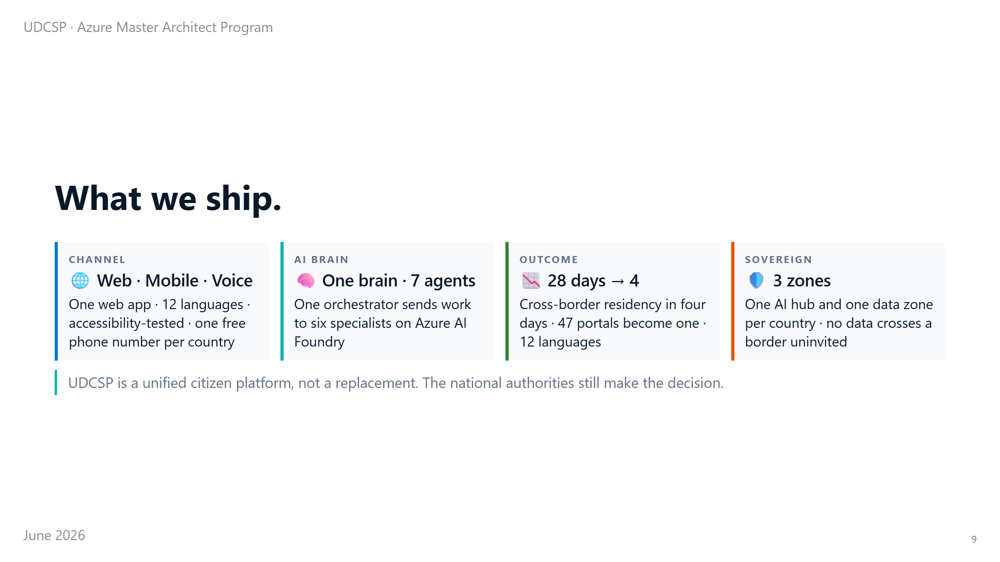 UDCSP · Azure Master Architect Program
What we ship.
CHANNEL
Web · Mobile · Voice
One web app · 12 languages ·
accessibility-tested · one free
phone number per country
AI BRAIN
One brain · 7 agents
One orchestrator sends work
to six specialists on Azure AI
Foundry
OUTCOME
28 days → 4
Cross-border residency in four
days · 47 portals become one ·
12 languages
SOVEREIGN
3 zones
One AI hub and one data zone
per country · no data crosses a
border uninvited
UDCSP is a unified citizen platform, not a replacement. The national authorities still make the decision.
June 2026
9